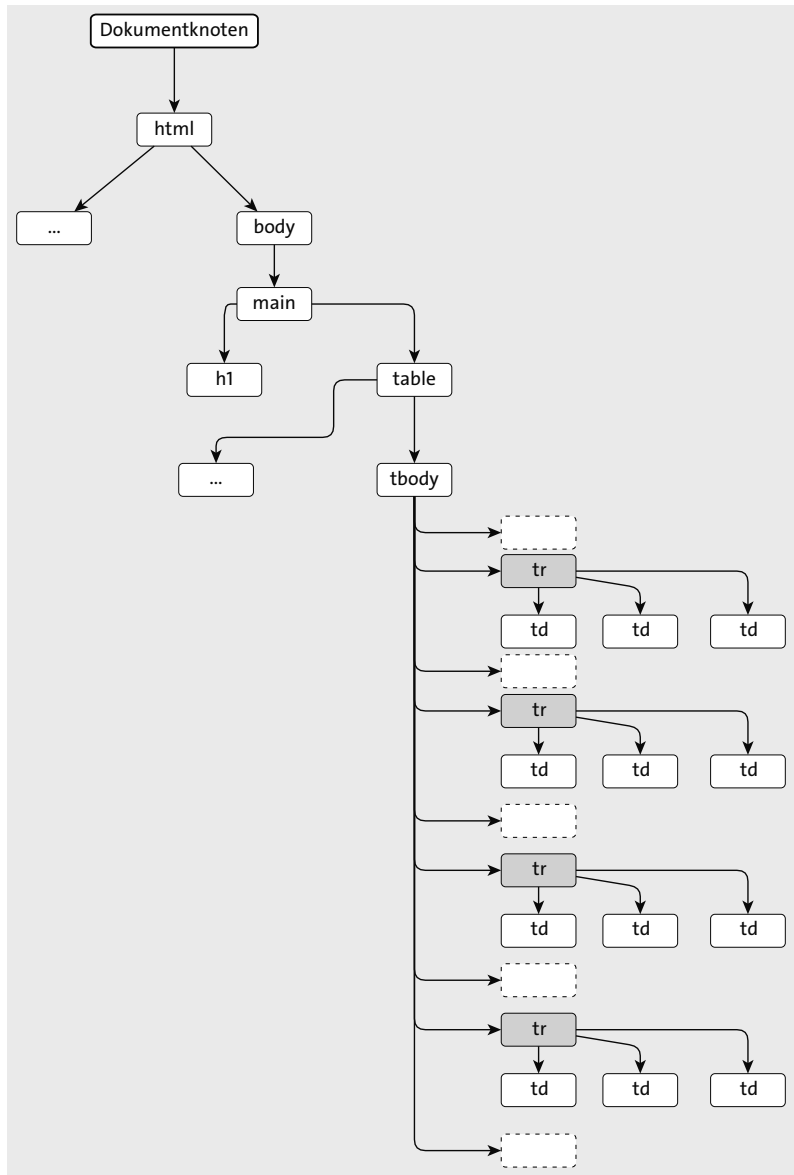 Dokumentknoten
html
...
body
main
h1
table
...
tbody
tr
td td td
tr
td td td
tr
td td td
tr
td td td